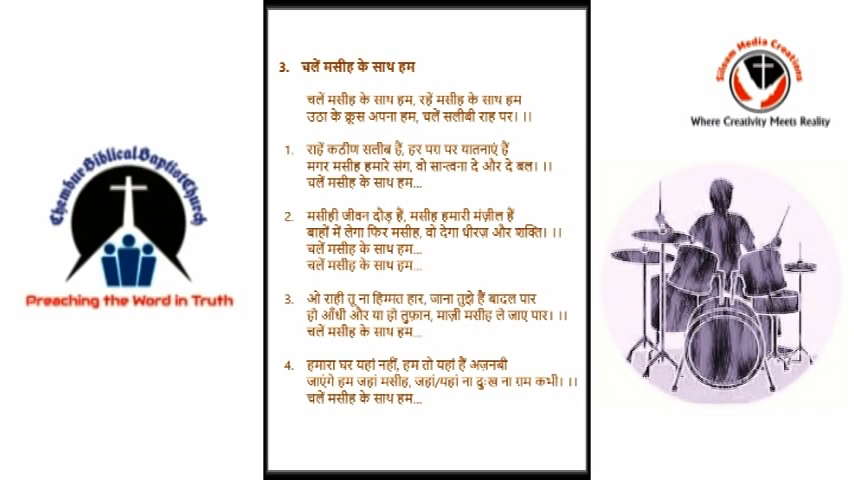 3. चलें मसीह के साथ हम
चलें मसीह के साथ हम, रहें मसीह के साथ हम
उठा के क्रूस अपना हम, चलें सलीबी राह पर। ।।
1. राहें कठीण सलीब हैं, हर पग पर यातनाएं हैं
मगर मसीह हमारे संग, वो सान्त्वना दे और दे बल। ।।
चलें मसीह के साथ हम...
2. मसीही जीवन दौड़ हैं, मसीह हमारी मंज़ील हैं
बाहों में लेगा फिर मसीह, वो देगा धीरज़ और शक्ति। ।।
चलें मसीह के साथ हम...
चलें मसीह के साथ हम...
3. ओ राही तू ना हिम्मत हार, जाना तुझे हैं बादल पार
हो आँधी और या हो तुफ़ान, माज़ी मसीह ले जाए पार। ।।
चलें मसीह के साथ हम...
4. हमारा घर यहां नहीं, हम तो यहां हैं अज़नबी
जाएंगे हम जहां मसीह, जहां/यहां ना दुःख ना ग़म कभी। ।।
चलें मसीह के साथ हम...
Chembur Biblical Baptist Church
Preaching the Word in Truth
Siloam Media Creations
Where Creativity Meets Reality